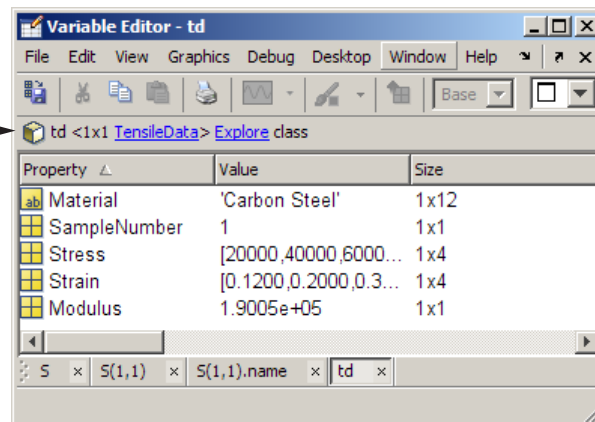 Variable Editor - td
File Edit View Graphics Debug Desktop Window Help
Base
td <1x1 TensileData> Explore class
Property Value Size
ab Material 'Carbon Steel' 1x12
SampleNumber 1 1x1
Stress [20000,40000,6000... 1x4
Strain [0.1200,0.2000,0.3... 1x4
Modulus 1.9005e+05 1x1
S S(1,1) S(1,1).name td